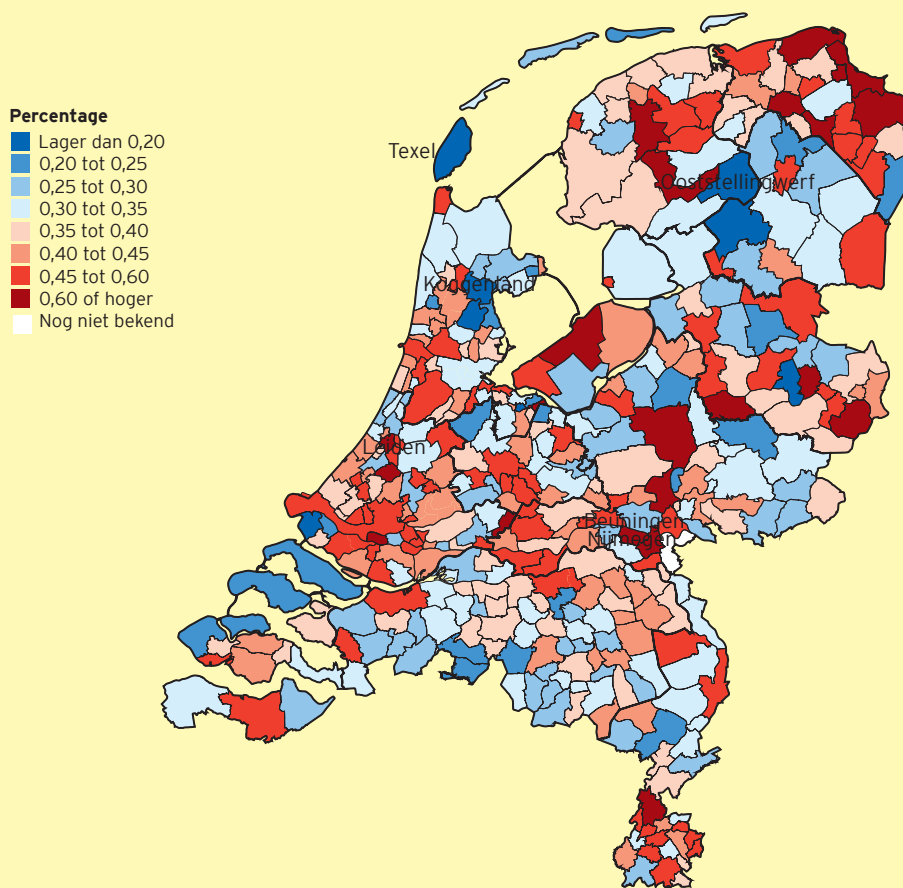 Percentage
Lager dan 0,20
0,20 tot 0,25
0,25 tot 0,30
0,30 tot 0,35
0,35 tot 0,40
0,40 tot 0,45
0,45 tot 0,60
0,60 of hoger
Nog niet bekend
Texel
Ooststellingwerf
Koggenland
Leiden
Beuningen
Nijmegen